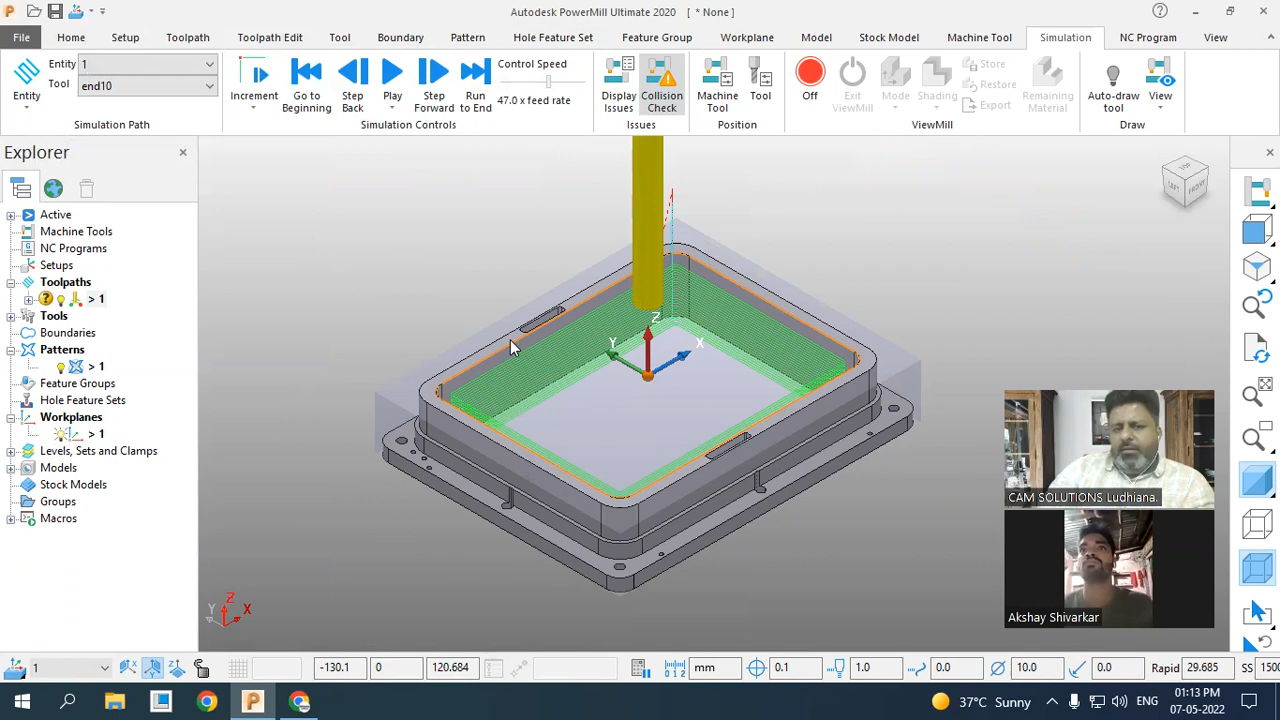 Autodesk PowerMill Ultimate 2020 [ * None ]
File Home Setup Toolpath Toolpath Edit Tool Boundary Pattern Hole Feature Set Feature Group Workplane Model Stock Model Machine Tool Simulation NC Program View
Entity 1
Tool end10
Entity
Simulation Path
Increment
Go to Beginning
Step Back
Play
Step Forward
Run to End
Control Speed
47.0 x feed rate
Simulation Controls
Display Issues
Collision Check
Issues
Machine Tool
Tool
Position
Off
Exit ViewMill
Mode
Shading
Store
Restore
Export
Remaining Material
ViewMill
Auto-draw tool
View
Draw
Explorer
> Active
Machine Tools
NC Programs
Setups
Toolpaths
> 1
Tools
Boundaries
Patterns
> 1
Feature Groups
Hole Feature Sets
Workplanes
> 1
Levels, Sets and Clamps
Models
Stock Models
Groups
Macros
LEFT
FRONT
Z
Y
X
Z
Y
X
CAM SOLUTIONS Ludhiana.
Akshay Shivarkar
1
-130.1 0 120.684 mm 0.1 1.0 0.0 10.0 0.0 Rapid 29.685 SS 1500
37°C Sunny
ENG
01:13 PM
07-05-2022